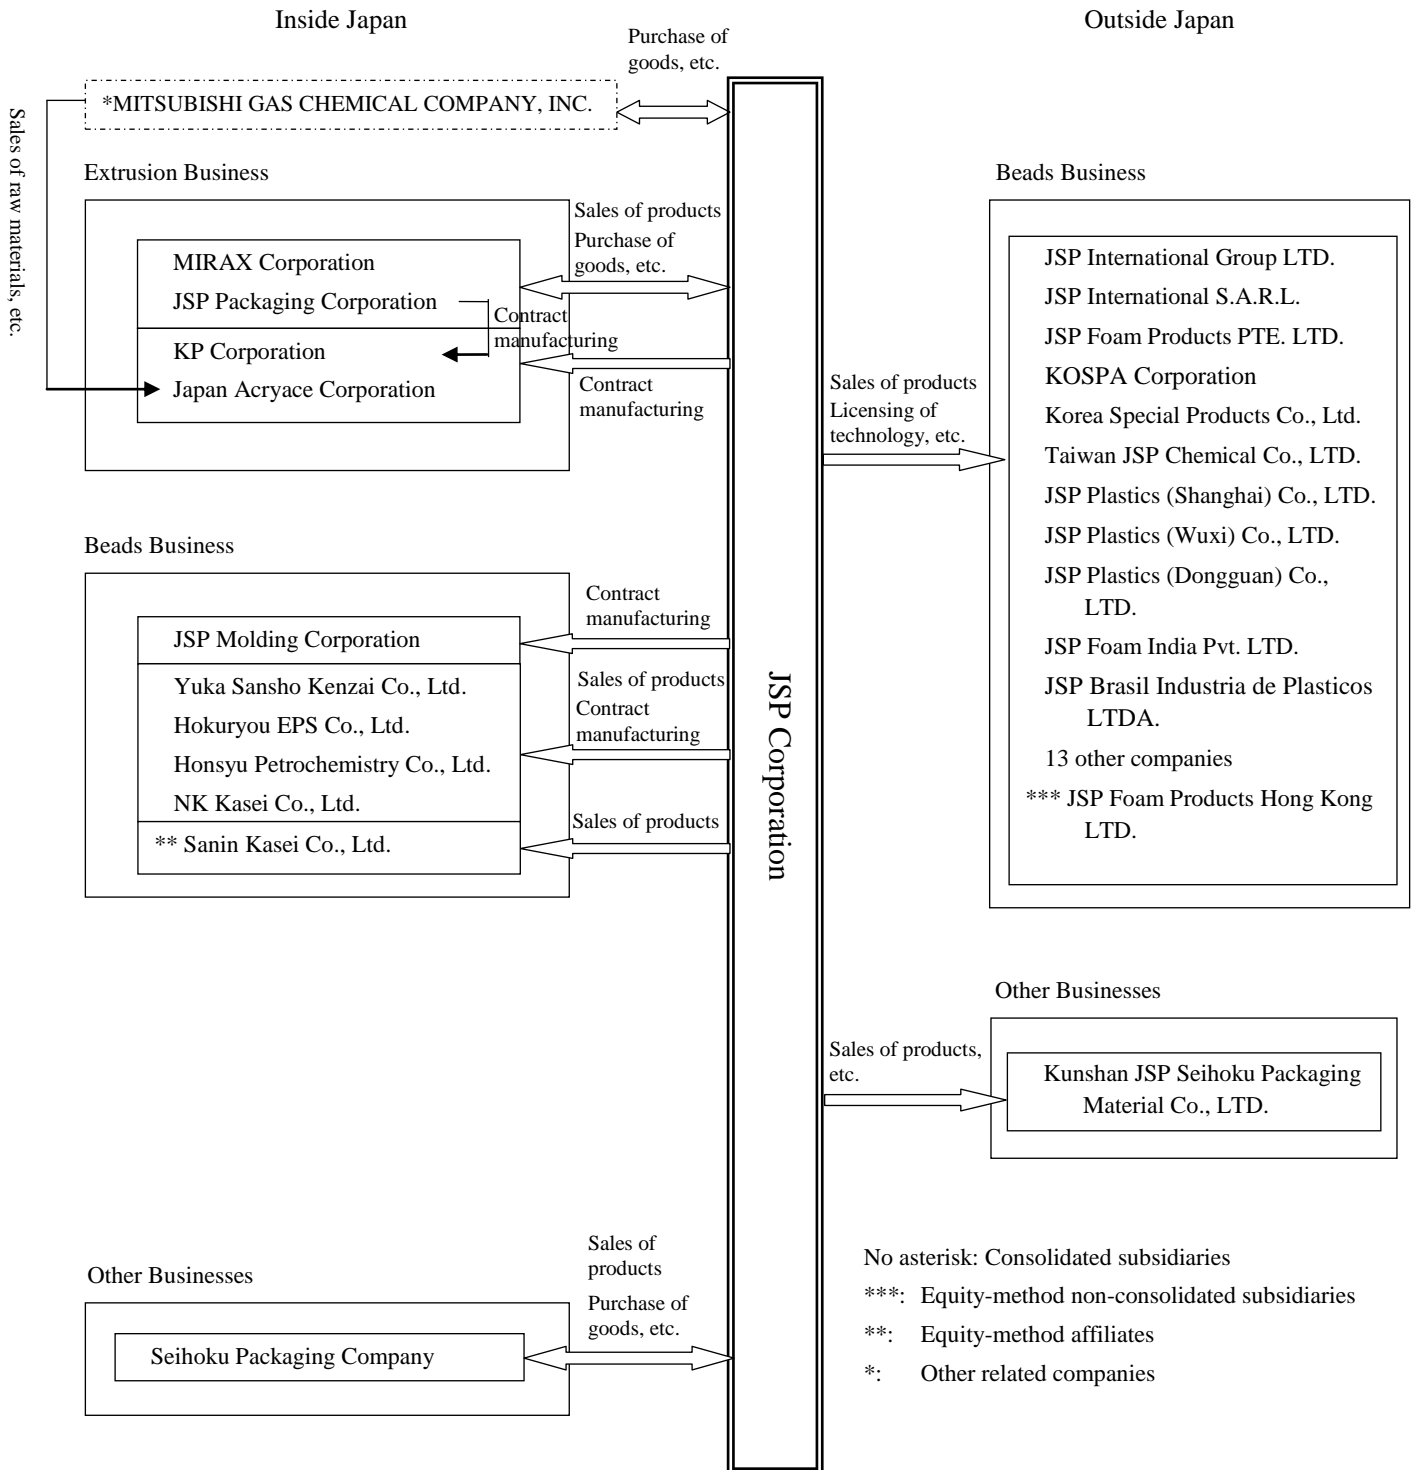 Inside Japan
Outside Japan
Purchase of
goods, etc.
*MITSUBISHI GAS CHEMICAL COMPANY, INC.
Sales of raw materials, etc.
Extrusion Business
Sales of products
Purchase of
goods, etc.
MIRAX Corporation
JSP Packaging Corporation
Contract
manufacturing
KP Corporation
Japan Acryace Corporation
Contract
manufacturing
Beads Business
Contract
manufacturing
JSP Molding Corporation
Sales of products
Contract
manufacturing
Yuka Sansho Kenzai Co., Ltd.
Hokuryou EPS Co., Ltd.
Honsyu Petrochemistry Co., Ltd.
NK Kasei Co., Ltd.
Sales of products
** Sanin Kasei Co., Ltd.
Other Businesses
Sales of
products
Purchase of
goods, etc.
Seihoku Packaging Company
JSP Corporation
Beads Business
Sales of products
Licensing of
technology, etc.
JSP International Group LTD.
JSP International S.A.R.L.
JSP Foam Products PTE. LTD.
KOSPA Corporation
Korea Special Products Co., Ltd.
Taiwan JSP Chemical Co., LTD.
JSP Plastics (Shanghai) Co., LTD.
JSP Plastics (Wuxi) Co., LTD.
JSP Plastics (Dongguan) Co.,
LTD.
JSP Foam India Pvt. LTD.
JSP Brasil Industria de Plasticos
LTDA.
13 other companies
*** JSP Foam Products Hong Kong
LTD.
Other Businesses
Sales of products,
etc.
Kunshan JSP Seihoku Packaging
Material Co., LTD.
No asterisk: Consolidated subsidiaries
***: Equity-method non-consolidated subsidiaries
**: Equity-method affiliates
*: Other related companies